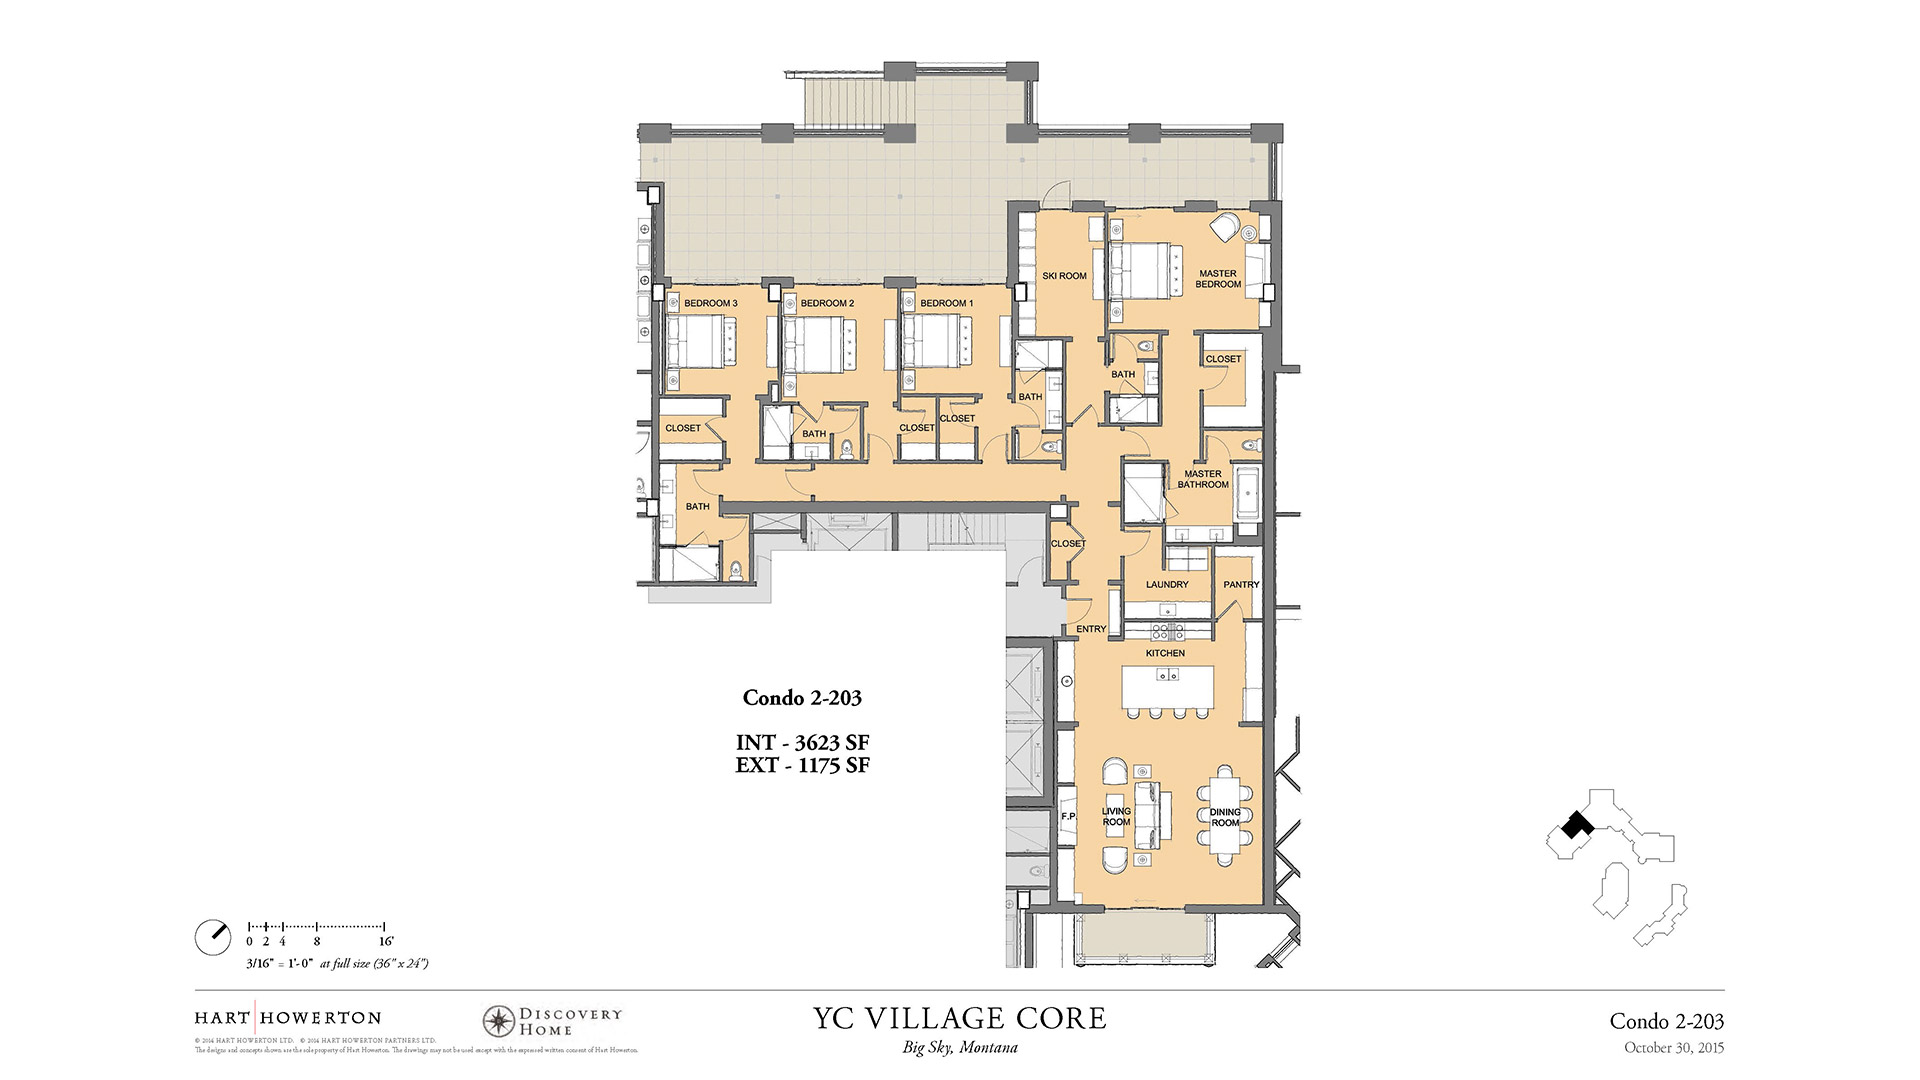 SKI ROOM
MASTER
BEDROOM
BEDROOM 3
BEDROOM 2
BEDROOM 1
CLOSET
BATH
BATH
CLOSET
CLOSET
CLOSET
BATH
MASTER
BATHROOM
BATH
CLOSET
LAUNDRY
PANTRY
ENTRY
KITCHEN
F.P.
LIVING
ROOM
DINING
ROOM
Condo 2-203
INT - 3623 SF
EXT - 1175 SF
0 2 4 8 16'
3/16" = 1'-0" at full size (36" x 24")
HART HOWERTON
© 2014 HART HOWERTON LTD. © 2014 HART HOWERTON PARTNERS LTD.
The designs and concepts shown are the sole property of Hart Howerton. The drawings may not be used except with the expressed written consent of Hart Howerton.
DISCOVERY
HOME
YC VILLAGE CORE
Big Sky, Montana
Condo 2-203
October 30, 2015